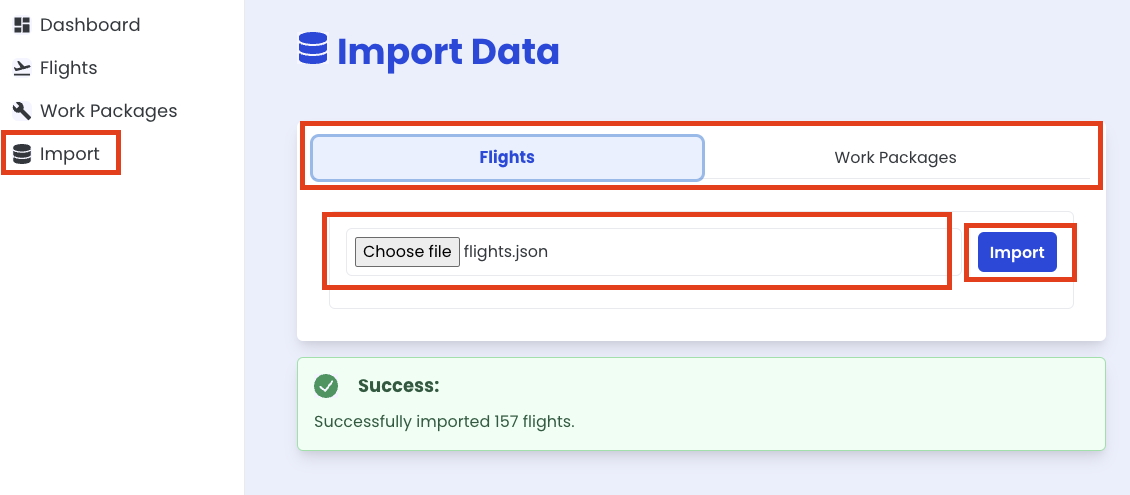 Dashboard
Flights
Work Packages
Import
Import Data
Flights
Work Packages
Choose file flights.json
Import
Success:
Successfully imported 157 flights.